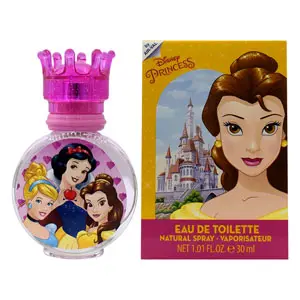 Disney
PRINCESS
EAU DE TOILETTE
NATURAL SPRAY - VAPORISATEUR
NET 1.01 FL. OZ. ℮ 30 ml